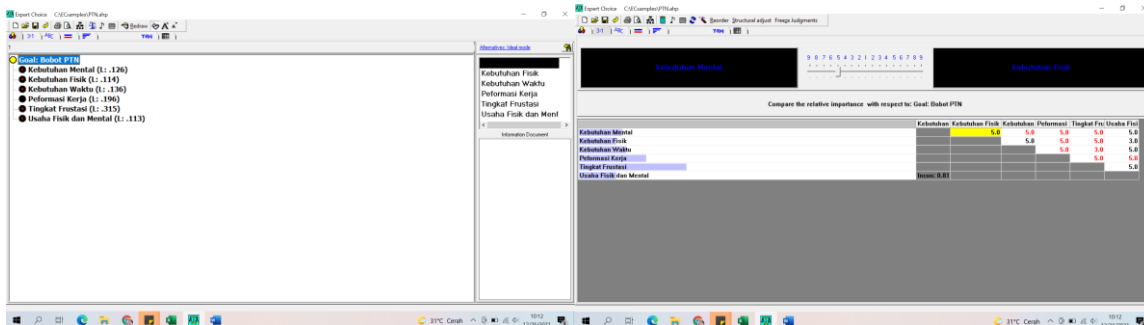 Expert Choice C:\ECsamples\PTN.ahp
Redraw
1
Goal: Bobot PTN
Kebutuhan Mental (L: .126)
Kebutuhan Fisik (L: .114)
Kebutuhan Waktu (L: .136)
Peformasi Kerja (L: .196)
Tingkat Frustasi (L: .315)
Usaha Fisik dan Mental (L: .113)
Alternatives: Ideal mode
Kebutuhan Fisik
Kebutuhan Waktu
Peformasi Kerja
Tingkat Frustasi
Usaha Fisik dan Ment
Information Document
31°C Cerah
10:12
Expert Choice C:\ECsamples\PTN.ahp
Reorder Structural adjust Freeze Judgments
Kebutuhan Mental
9 8 7 6 5 4 3 2 1 2 3 4 5 6 7 8 9
Kebutuhan Fisik
Compare the relative importance with respect to: Goal: Bobot PTN
Kebutuhan Kebutuhan Fisik Kebutuhan Peformasi Tingkat Fru Usaha Fisi
Kebutuhan Mental 5.0 5.0 5.0 5.0 5.0
Kebutuhan Fisik 5.0 5.0 5.0 3.0
Kebutuhan Waktu 5.0 3.0 5.0
Peformasi Kerja 5.0 5.0
Tingkat Frustasi 5.0
Usaha Fisik dan Mental Incon: 0.81
31°C Cerah
10:12